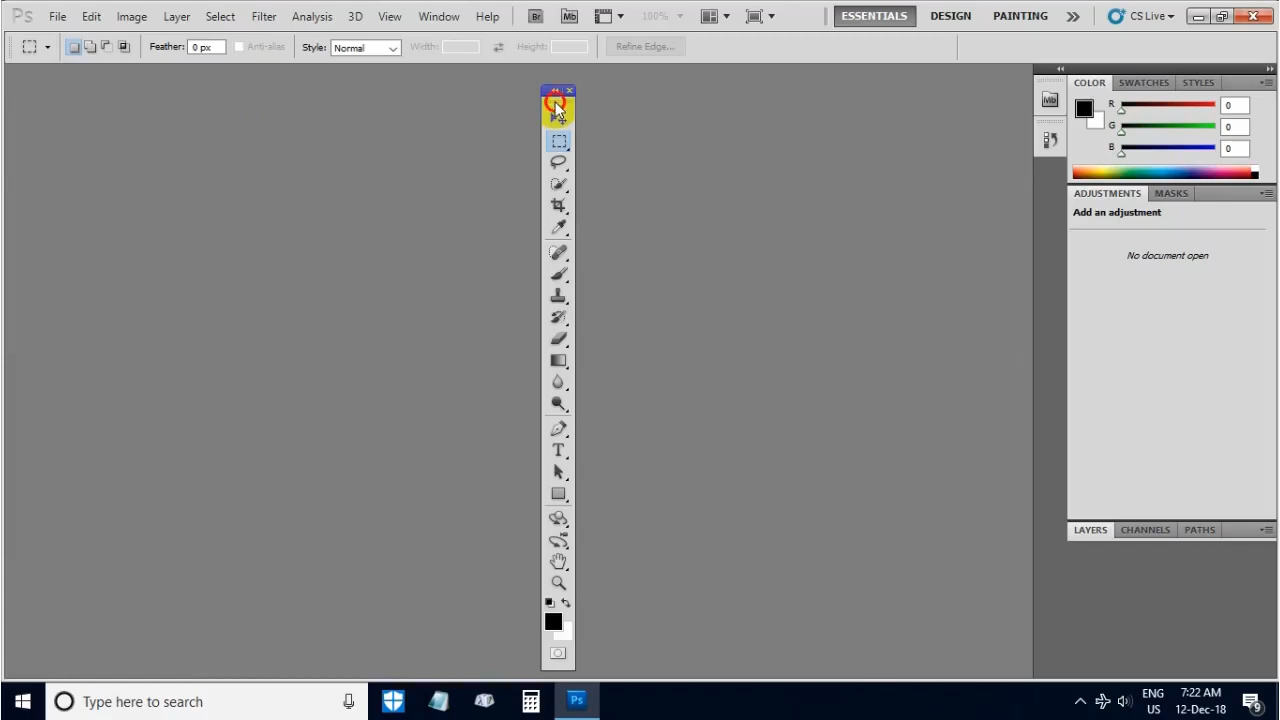 Ps File Edit Image Layer Select Filter Analysis 3D View Window Help Br Mb 100% ESSENTIALS DESIGN PAINTING CS Live
Feather: 0 px Anti-alias Style: Normal Width: Height: Refine Edge...
COLOR SWATCHES STYLES
Mb
R 0
G 0
B 0
ADJUSTMENTS MASKS
Add an adjustment
No document open
T
LAYERS CHANNELS PATHS
Type here to search Ps ENG US 7:22 AM 12-Dec-18 9